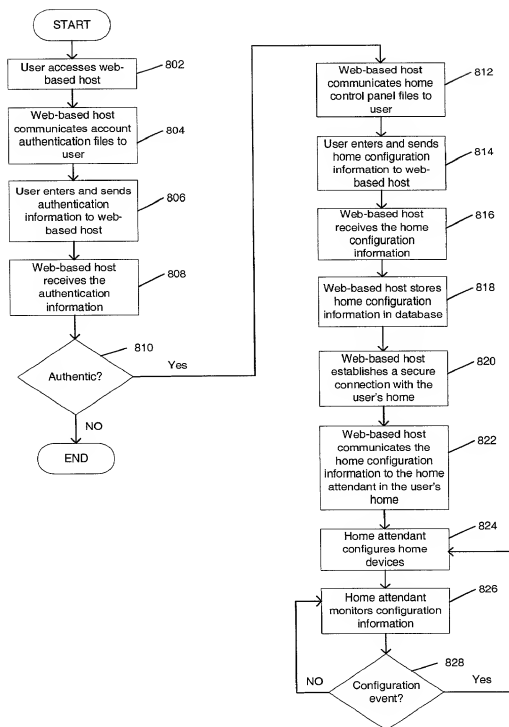 START
User accesses web-
based host
802
Web-based host
communicates account
authentication files to
user
804
User enters and sends
authentication
information to web-
based host
806
Web-based host
receives the
authentication
information
808
810
Authentic?
Yes
NO
END
Web-based host
communicates home
control panel files to
user
812
User enters and sends
home configuration
information to web-
based host
814
Web-based host
receives the home
configuration
information
816
Web-based host stores
home configuration
information in database
818
Web-based host
establishes a secure
connection with the
user's home
820
Web-based host
communicates the
home configuration
information to the home
attendant in the user's
home
822
Home attendant
configures home
devices
824
Home attendant
monitors configuration
information
826
828
Configuration
event?
NO
Yes